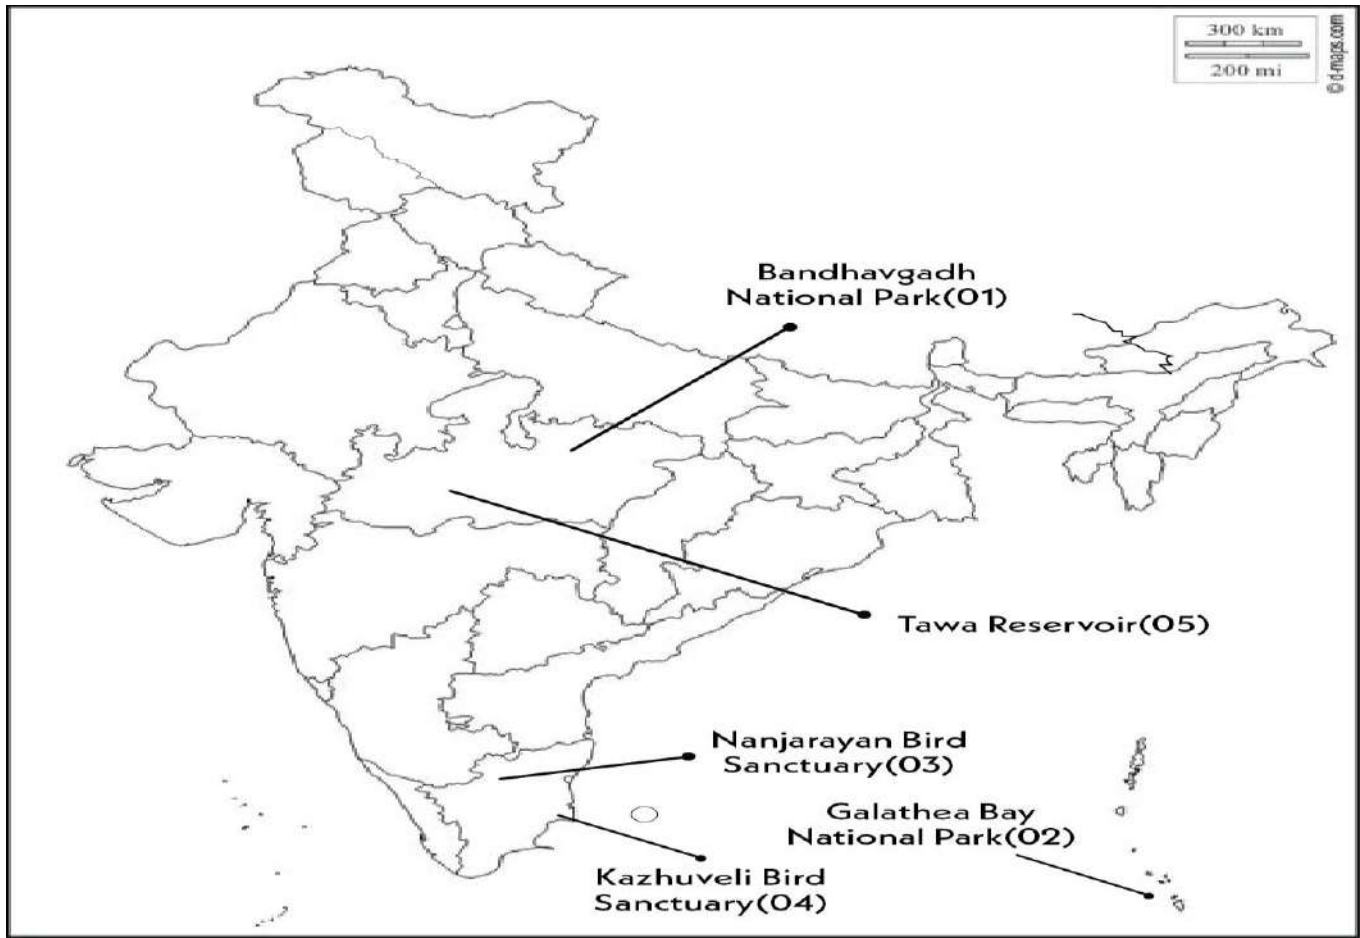 300 km
200 mi
© d-maps.com
Bandhavgadh
National Park(01)
Tawa Reservoir(05)
Nanjarayan Bird
Sanctuary(03)
Galathea Bay
National Park(02)
Kazhuveli Bird
Sanctuary(04)